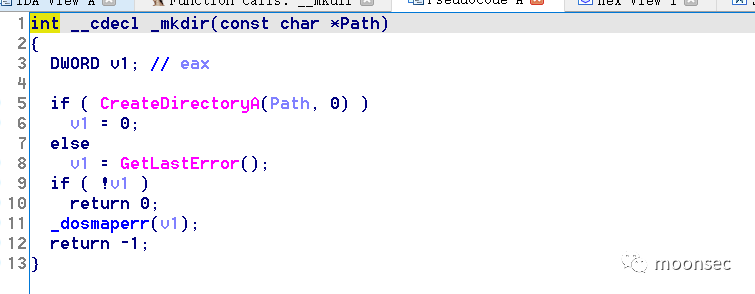 IDA View A Function calls: __mkdir Pseudocode A Hex View 1
1 int __cdecl _mkdir(const char *Path)
2 {
3 DWORD v1; // eax
4
5 if ( CreateDirectoryA(Path, 0) )
6 v1 = 0;
7 else
8 v1 = GetLastError();
9 if ( !v1 )
10 return 0;
11 _dosmaperr(v1);
12 return -1;
13 }
moonsec